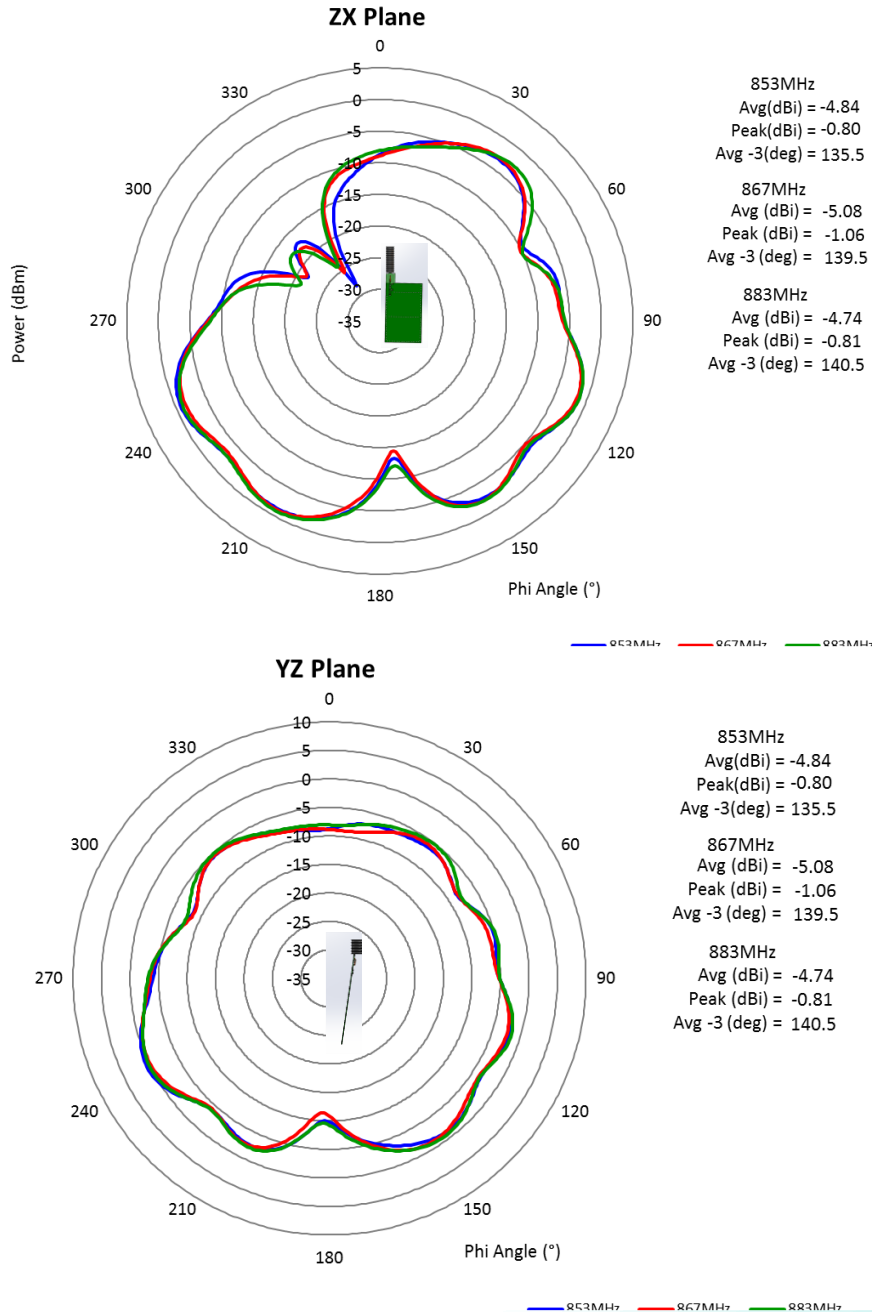 ZX Plane
0
5
330
30
0
-5
-10
300
60
-15
-20
-25
-30
-35
270
90
240
120
210
150
180
Power (dBm)
Phi Angle (°)
853MHz
Avg(dBi) = -4.84
Peak(dBi) = -0.80
Avg -3(deg) = 135.5
867MHz
Avg (dBi) = -5.08
Peak (dBi) = -1.06
Avg -3 (deg) = 139.5
883MHz
Avg (dBi) = -4.74
Peak (dBi) = -0.81
Avg -3 (deg) = 140.5
853MHz 867MHz 883MHz
YZ Plane
0
10
330
30
5
0
-5
300
60
-10
-15
-20
-25
-30
-35
270
90
240
120
210
150
180
Phi Angle (°)
853MHz
Avg(dBi) = -4.84
Peak(dBi) = -0.80
Avg -3(deg) = 135.5
867MHz
Avg (dBi) = -5.08
Peak (dBi) = -1.06
Avg -3 (deg) = 139.5
883MHz
Avg (dBi) = -4.74
Peak (dBi) = -0.81
Avg -3 (deg) = 140.5
853MHz 867MHz 883MHz